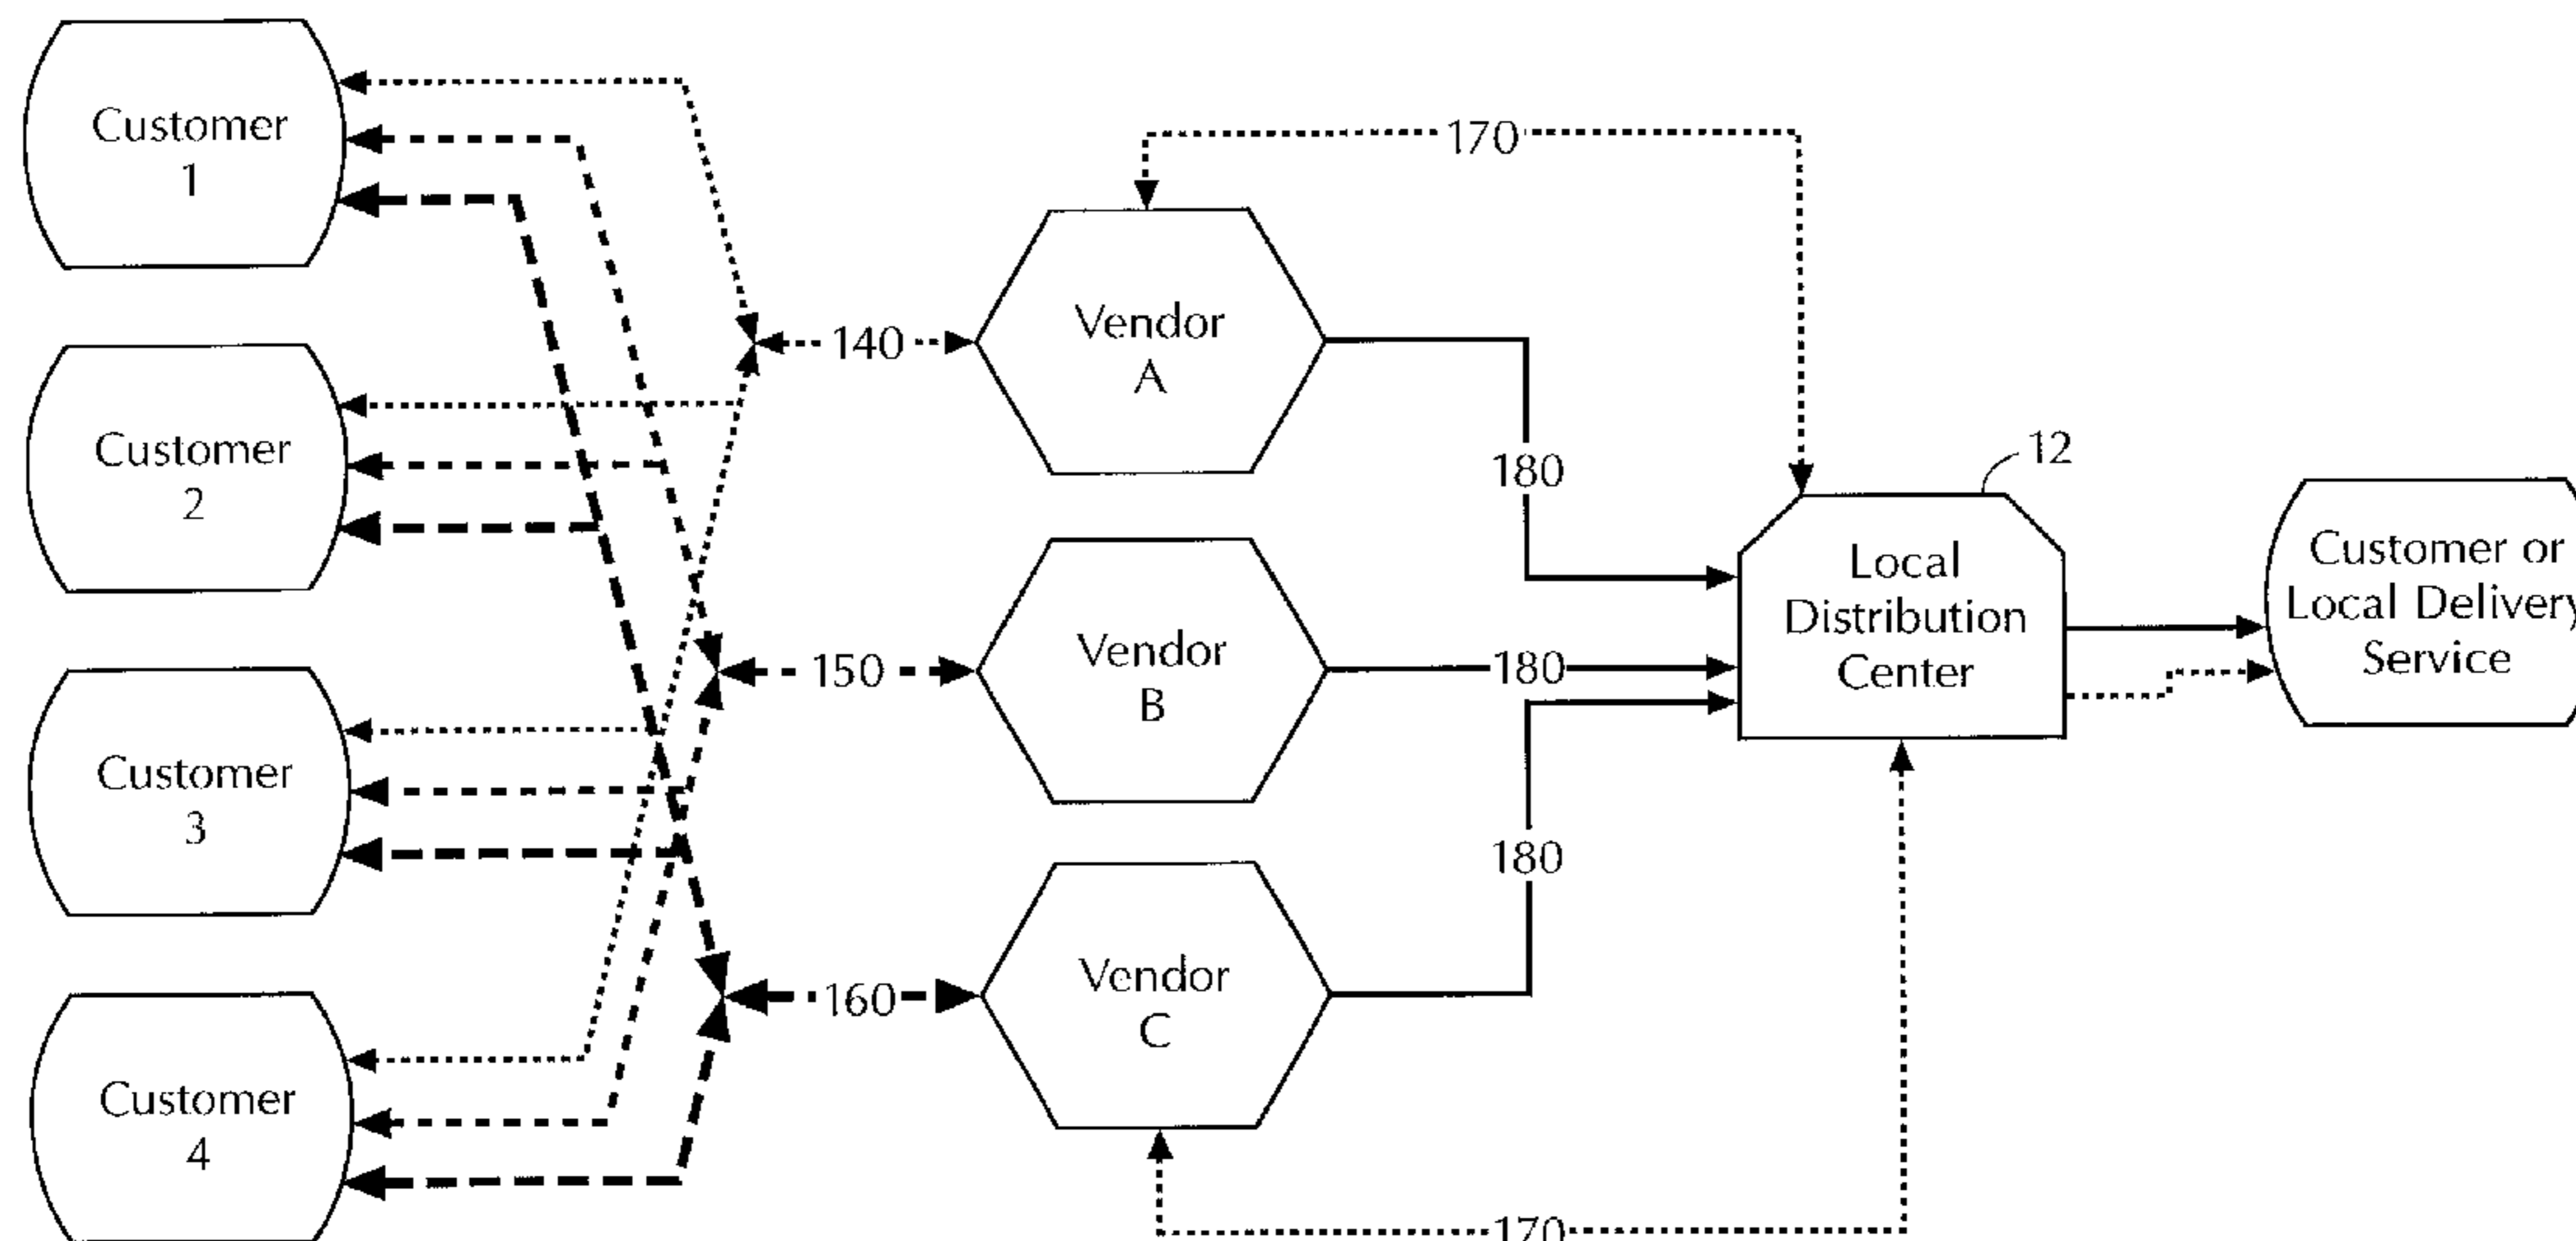 Customer
1
Customer
2
Customer
3
Customer
4
140
150
160
Vendor
A
Vendor
B
Vendor
C
170
180
180
180
170
12
Local
Distribution
Center
Customer or
Local Delivery
Service